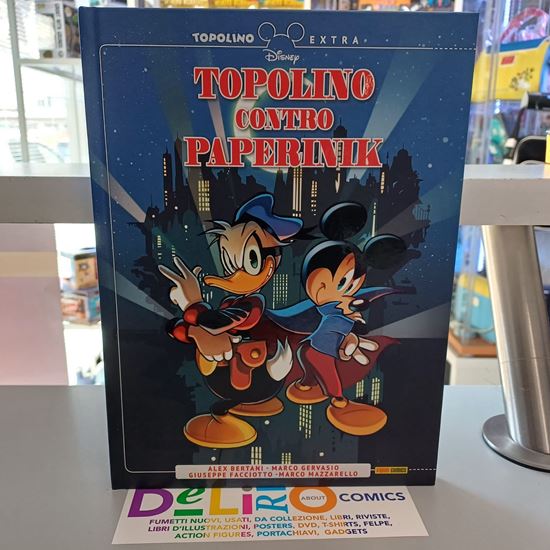 TOPOLINO EXTRA
Disney
TOPOLINO
CONTRO
PAPERINIK
ALEX BERTANI - MARCO GERVASIO
GIUSEPPE FACCIOTTO - MARCO MAZZARELLO
PANINI COMICS
DELIRIO ABOUT COMICS
FUMETTI NUOVI, USATI, DA COLLEZIONE, LIBRI, RIVISTE,
LIBRI D'ILLUSTRAZIONI, POSTERS, DVD, T-SHIRTS, FELPE,
ACTION FIGURES, PORTACHIAVI, GADGETS